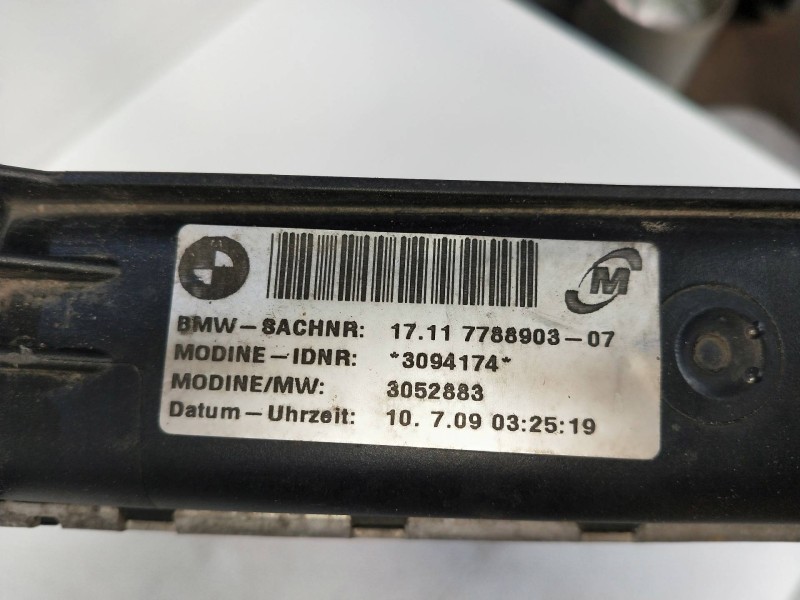 M
BMW-SACHNR: 17.11 7788903-07
MODINE-IDNR: *3094174*
MODINE/MW: 3052883
Datum-Uhrzeit: 10. 7.09 03:25:19